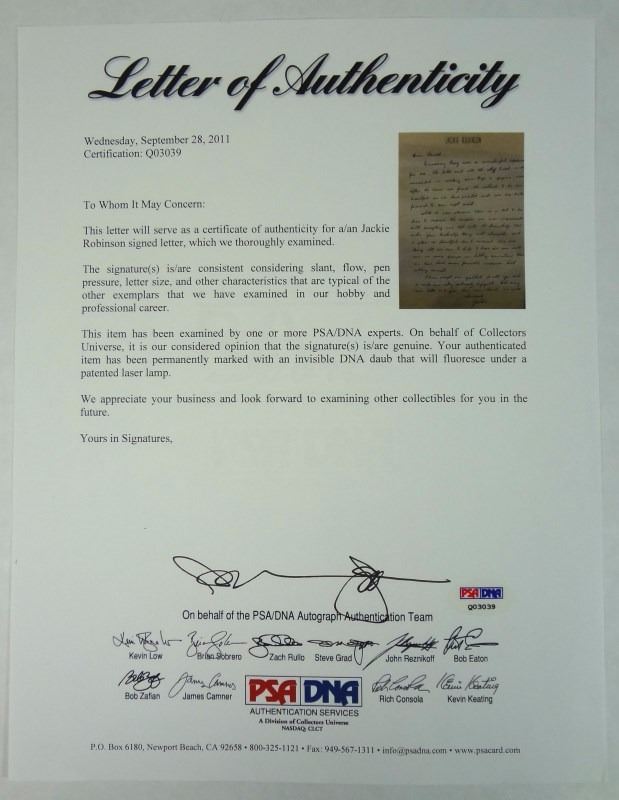 Letter of Authenticity
Wednesday, September 28, 2011
Certification: Q03039
JACKIE ROBINSON
To Whom It May Concern:
This letter will serve as a certificate of authenticity for a/an Jackie
Robinson signed letter, which we thoroughly examined.
The signature(s) is/are consistent considering slant, flow, pen
pressure, letter size, and other characteristics that are typical of the
other exemplars that we have examined in our hobby and
professional career.
This item has been examined by one or more PSA/DNA experts. On behalf of Collectors
Universe, it is our considered opinion that the signature(s) is/are genuine. Your authenticated
item has been permanently marked with an invisible DNA daub that will fluoresce under a
patented laser lamp.
We appreciate your business and look forward to examining other collectibles for you in the
future.
Yours in Signatures,
PSA DNA
Q03039
On behalf of the PSA/DNA Autograph Authentication Team
Kevin Low Brian Sobrero Zach Rullo Steve Grad John Reznikoff Bob Eaton
Bob Zafian James Camner Rich Consola Kevin Keating
PSA DNA
AUTHENTICATION SERVICES
A Division of Collectors Universe
NASDAQ: CLCT
P.O. Box 6180, Newport Beach, CA 92658 • 800-325-1121 • Fax: 949-567-1311 • info@psadna.com • www.psacard.com